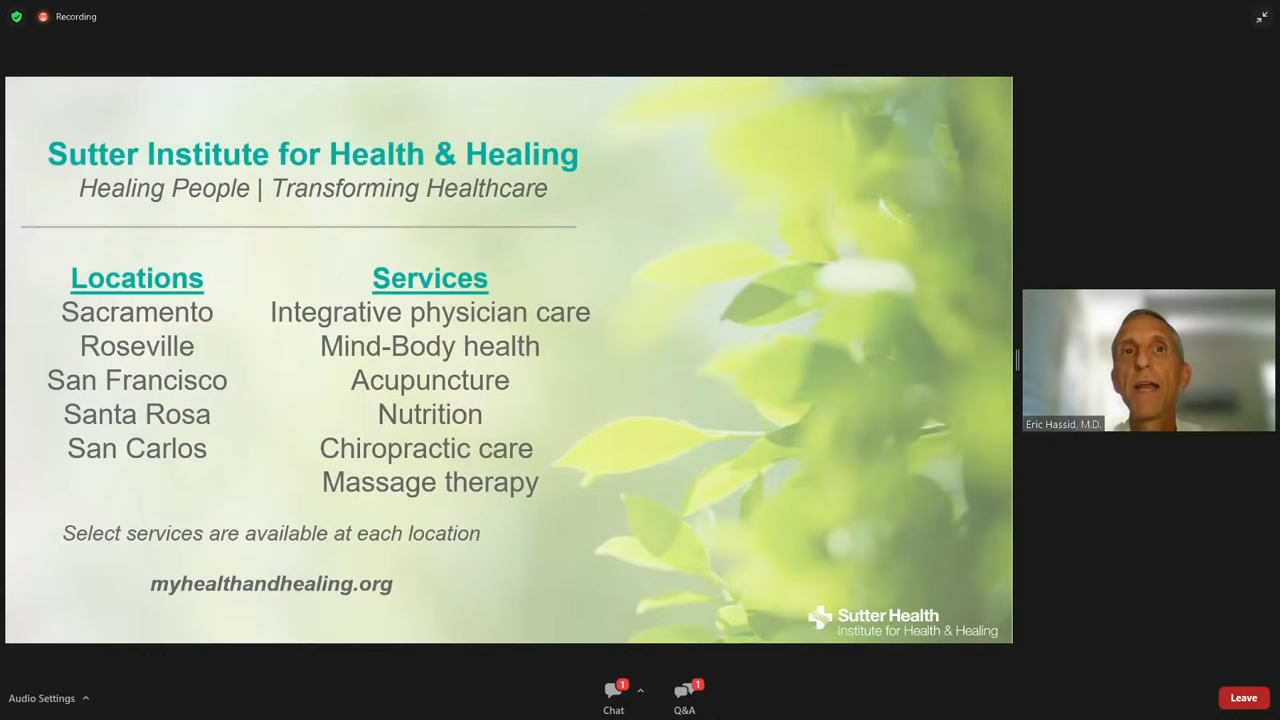 Recording
Sutter Institute for Health & Healing
Healing People | Transforming Healthcare
Locations
Sacramento
Roseville
San Francisco
Santa Rosa
San Carlos
Services
Integrative physician care
Mind-Body health
Acupuncture
Nutrition
Chiropractic care
Massage therapy
Select services are available at each location
myhealthandhealing.org
Sutter Health
Institute for Health & Healing
Eric Hassid, M.D.
Audio Settings
1
Chat
1
Q&A
Leave